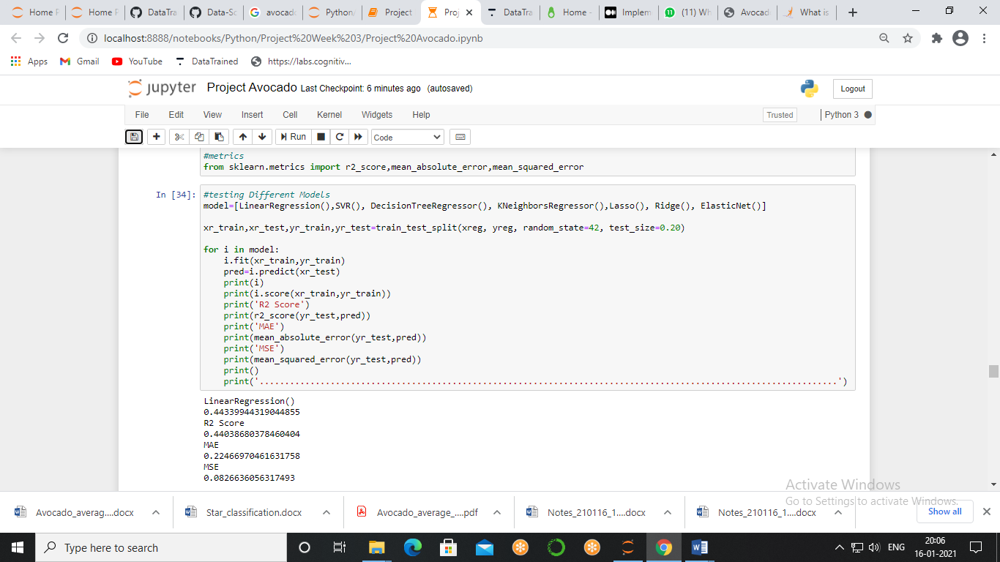 Home P
Home P
DataTra
Data-Sc
avocado
Python/
Project
Proj
DataTra
Home -
Implem
(11) Wh
Avocad
What is
localhost:8888/notebooks/Python/Project%20Week%203/Project%20Avocado.ipynb
Apps Gmail YouTube DataTrained https://labs.cognitiv...
jupyter Project Avocado Last Checkpoint: 6 minutes ago (autosaved)
Logout
File Edit View Insert Cell Kernel Widgets Help
Trusted Python 3
Run Code
#metrics
from sklearn.metrics import r2_score,mean_absolute_error,mean_squared_error
In [34]: #testing Different Models
model=[LinearRegression(),SVR(), DecisionTreeRegressor(), KNeighborsRegressor(),Lasso(), Ridge(), ElasticNet()]
xr_train,xr_test,yr_train,yr_test=train_test_split(xreg, yreg, random_state=42, test_size=0.20)
for i in model:
i.fit(xr_train,yr_train)
pred=i.predict(xr_test)
print(i)
print(i.score(xr_train,yr_train))
print('R2 Score')
print(r2_score(yr_test,pred))
print('MAE')
print(mean_absolute_error(yr_test,pred))
print('MSE')
print(mean_squared_error(yr_test,pred))
print()
print('..................................................................................................................')
LinearRegression()
0.44339944319044855
R2 Score
0.44038680378460404
MAE
0.22466970461631758
MSE
0.0826636056317493
Activate Windows
Go to Settings to activate Windows.
Avocado_averag....docx
Star_classification.docx
Avocado_average_....pdf
Notes_210116_1....docx
Notes_210116_1....docx
Show all
Type here to search
ENG
20:06
16-01-2021